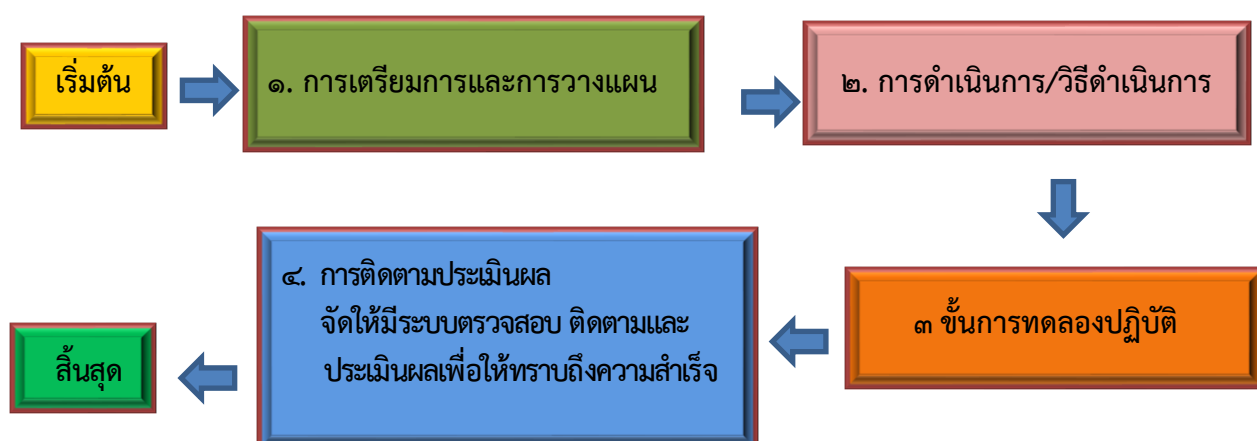 เริ่มต้น
๑. การเตรียมการและการวางแผน
๒. การดำเนินการ/วิธีดำเนินการ
๓ ขั้นการทดลองปฏิบัติ
๔. การติดตามประเมินผล
จัดให้มีระบบตรวจสอบ ติดตามและ
ประเมินผลเพื่อให้ทราบถึงความสำเร็จ
สิ้นสุด